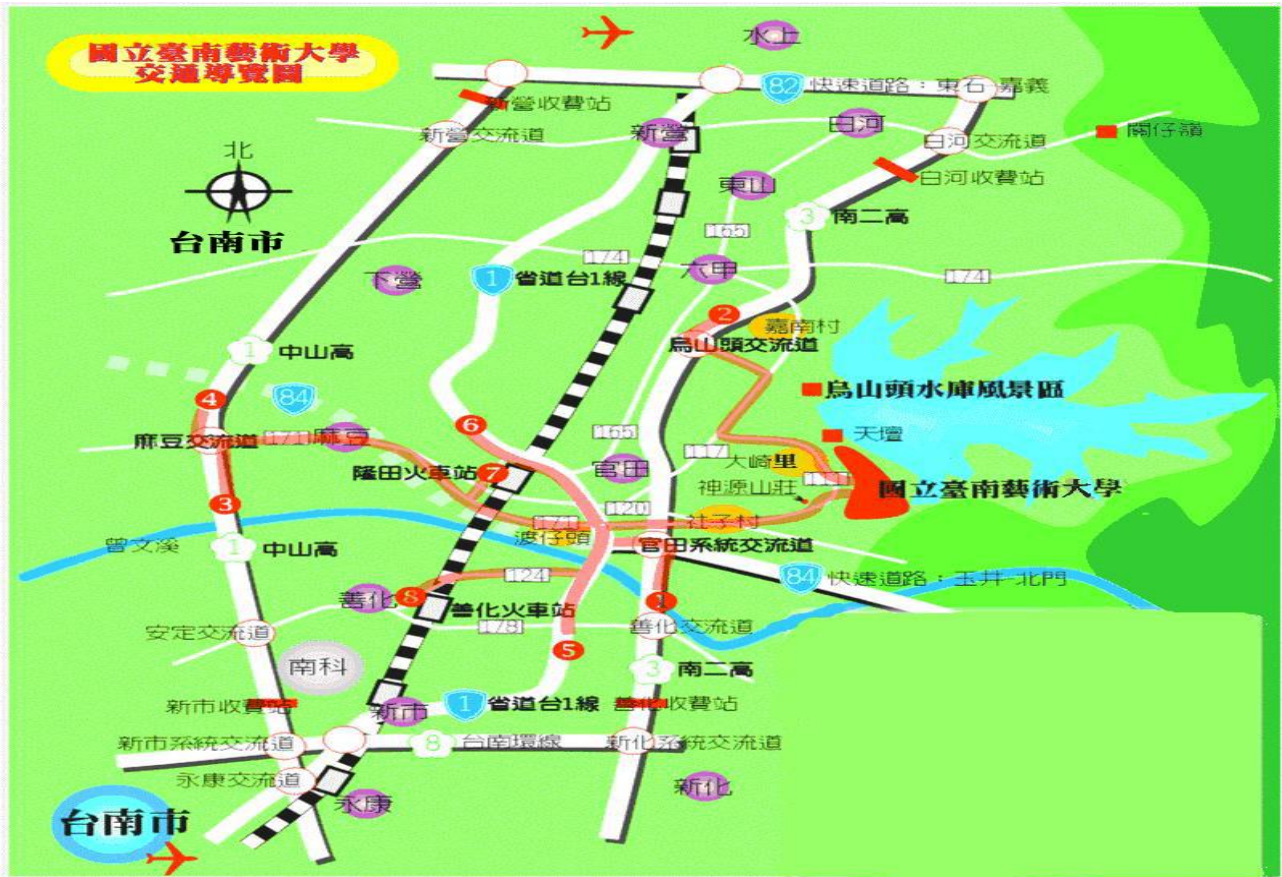 國立臺南藝術大學
交通導覽圖
水上
82 快速道路：東石-嘉義
新營收費站
新營交流道
新營
白河
白河交流道
關仔嶺
北
台南市
東山
白河收費站
3 南二高
165
174
六甲
174
下營
1 省道台1線
2
嘉南村
烏山頭交流道
1 中山高
84
4
烏山頭水庫風景區
麻豆交流道
171
麻豆
6
165
117
天壇
隆田火車站
7
官田
大崎里
111
神源山莊
國立臺南藝術大學
3
120
171
社子村
渡仔頭
曾文溪
1 中山高
官田系統交流道
84 快速道路：玉井-北門
124
善化
8
善化火車站
1
安定交流道
178
善化交流道
5
南科
3 南二高
新市收費站
新市
1 省道台1線
善化收費站
新市系統交流道
8 台南環線
新化系統交流道
永康交流道
永康
新化
台南市